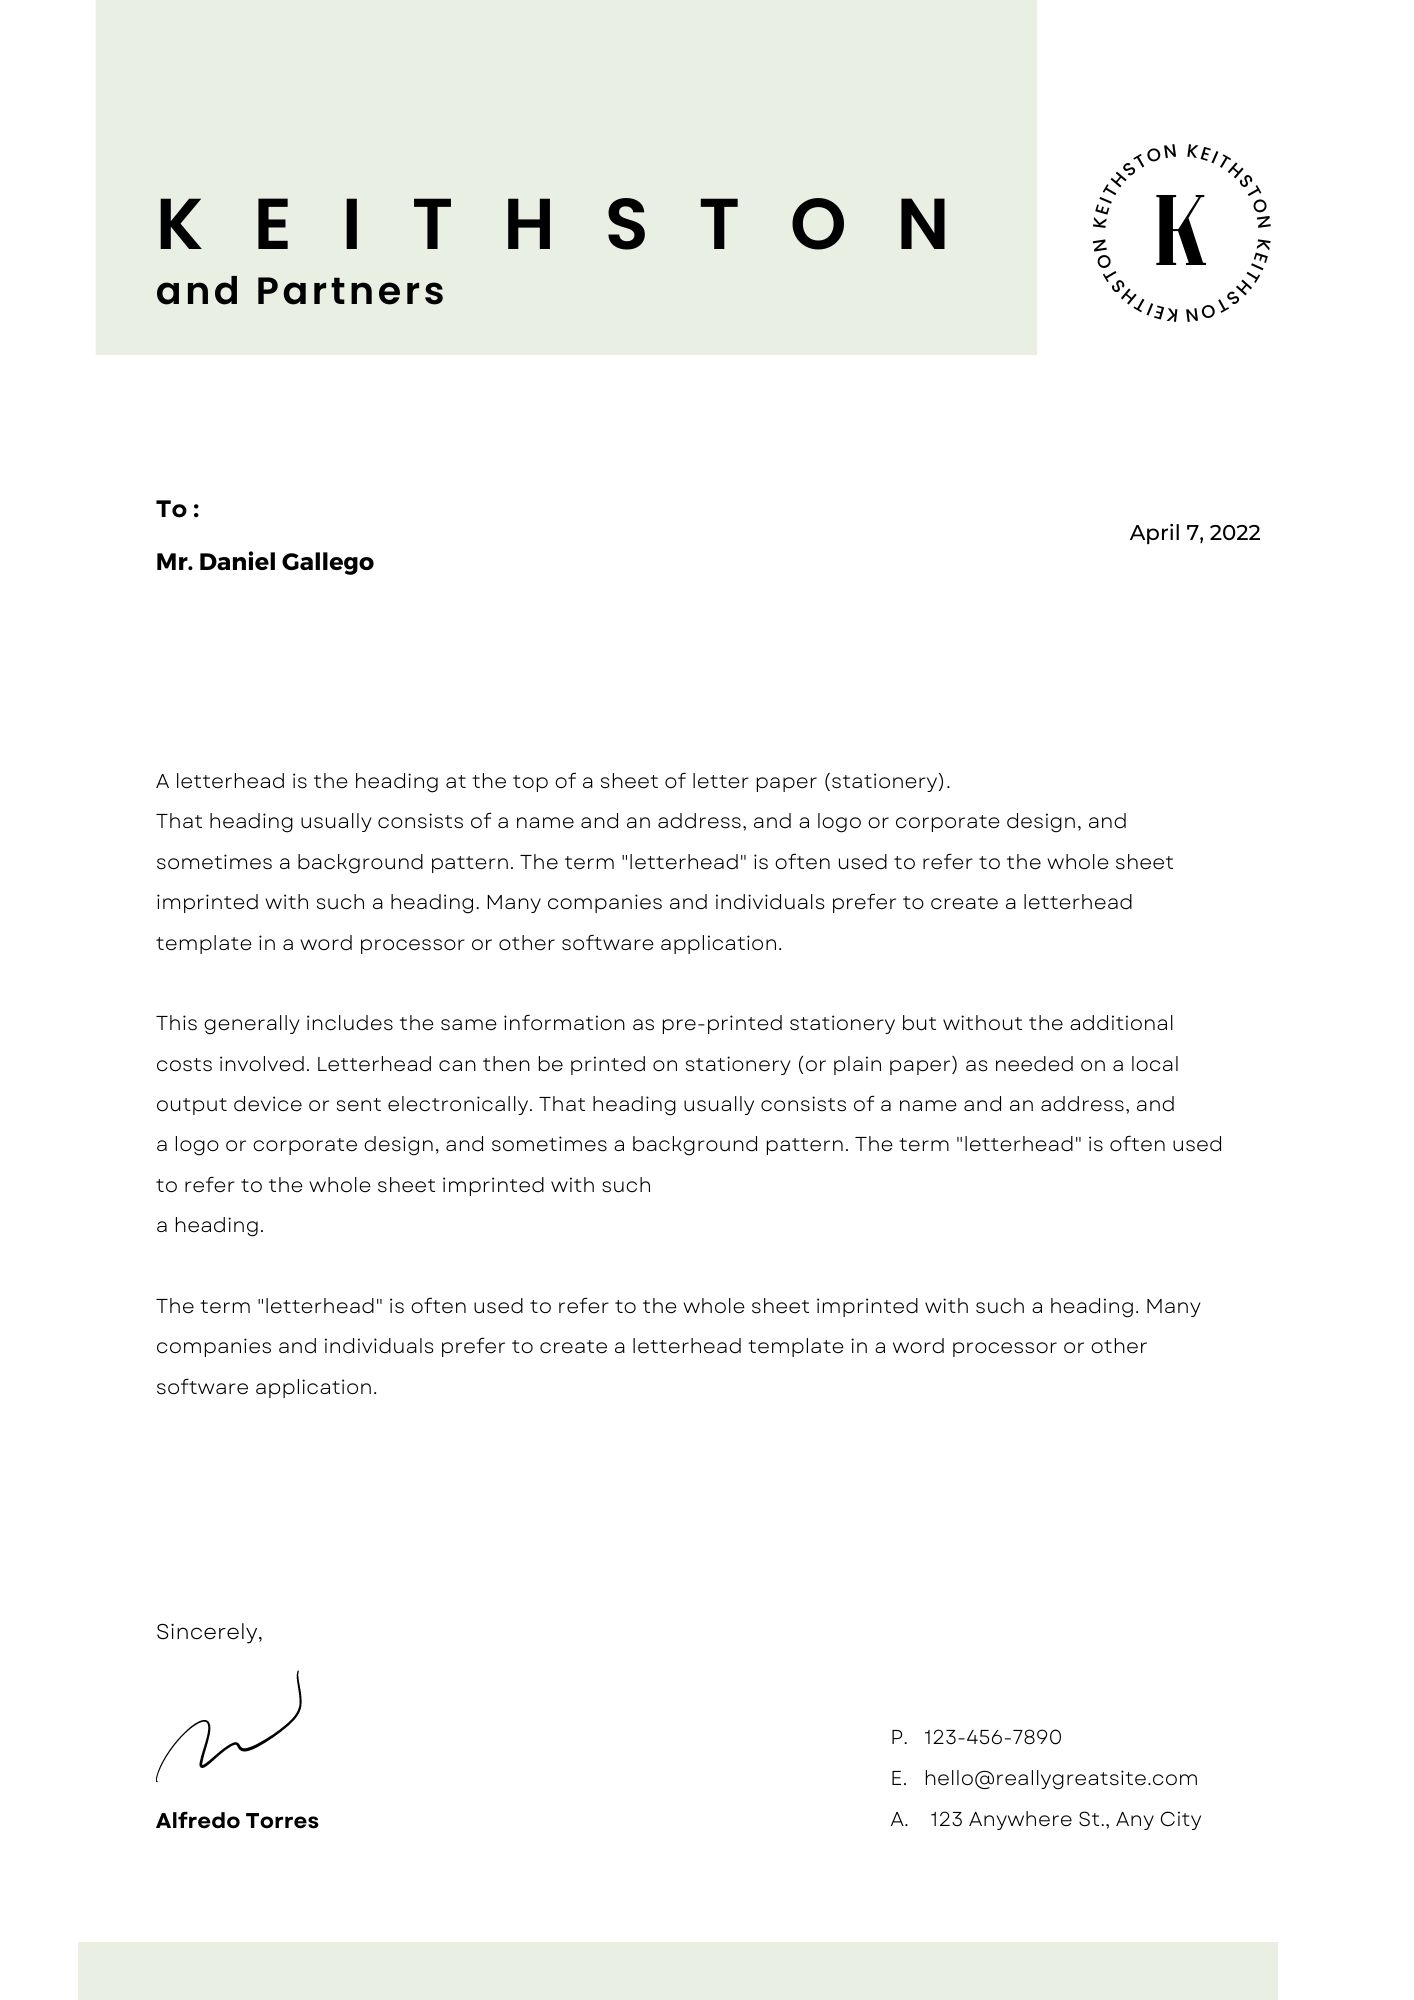 KEITHSTON
and Partners
KEITHSTON KEITHSTON KEITHSTON KEITHSTON KEITHSTON
K
To :
Mr. Daniel Gallego
April 7, 2022
A letterhead is the heading at the top of a sheet of letter paper (stationery).
That heading usually consists of a name and an address, and a logo or corporate design, and
sometimes a background pattern. The term "letterhead" is often used to refer to the whole sheet
imprinted with such a heading. Many companies and individuals prefer to create a letterhead
template in a word processor or other software application.
This generally includes the same information as pre-printed stationery but without the additional
costs involved. Letterhead can then be printed on stationery (or plain paper) as needed on a local
output device or sent electronically. That heading usually consists of a name and an address, and
a logo or corporate design, and sometimes a background pattern. The term "letterhead" is often used
to refer to the whole sheet imprinted with such
a heading.
The term "letterhead" is often used to refer to the whole sheet imprinted with such a heading. Many
companies and individuals prefer to create a letterhead template in a word processor or other
software application.
Sincerely,
Alfredo Torres
P. 123-456-7890
E. hello@reallygreatsite.com
A. 123 Anywhere St., Any City